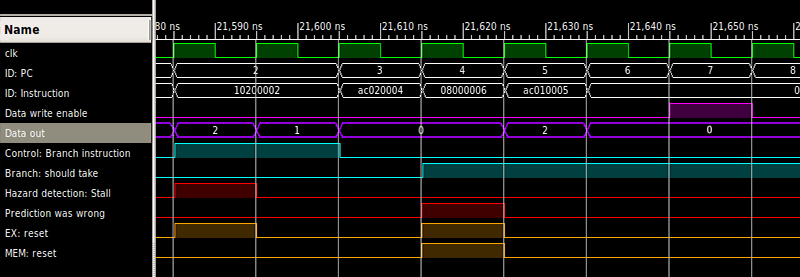 80 ns 21,590 ns 21,600 ns 21,610 ns 21,620 ns 21,630 ns 21,640 ns 21,650 ns
Name
clk
ID: PC 2 3 4 5 6 7 8
ID: Instruction 10200002 ac020004 08000006 ac010005 0
Data write enable
Data out 2 1 0 2 0
Control: Branch instruction
Branch: should take
Hazard detection: Stall
Prediction was wrong
EX: reset
MEM: reset